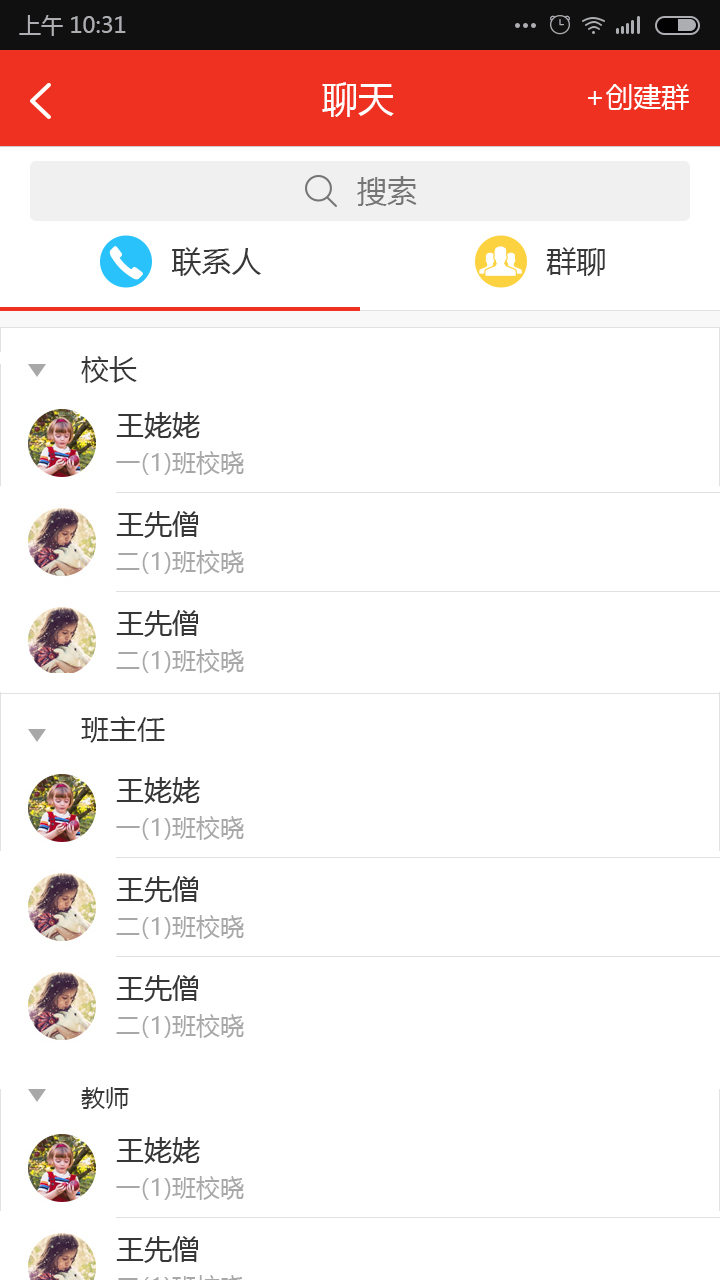 上午 10:31
聊天
+创建群
搜索
联系人
群聊
校长
王姥姥
一(1)班校晓
王先僧
二(1)班校晓
王先僧
二(1)班校晓
班主任
王姥姥
一(1)班校晓
王先僧
二(1)班校晓
王先僧
二(1)班校晓
教师
王姥姥
一(1)班校晓
王先僧